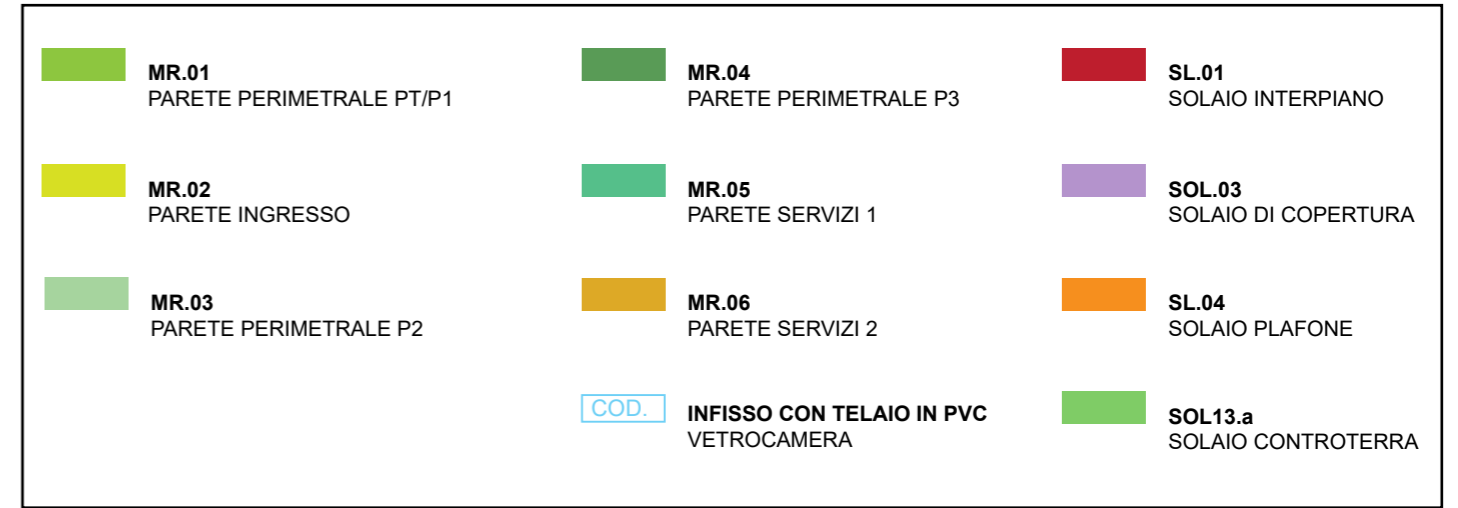 MR.01
PARETE PERIMETRALE PT/P1
MR.02
PARETE INGRESSO
MR.03
PARETE PERIMETRALE P2
MR.04
PARETE PERIMETRALE P3
MR.05
PARETE SERVIZI 1
MR.06
PARETE SERVIZI 2
COD.
INFISSO CON TELAIO IN PVC
VETROCAMERA
SL.01
SOLAIO INTERPIANO
SOL.03
SOLAIO DI COPERTURA
SL.04
SOLAIO PLAFONE
SOL13.a
SOLAIO CONTROTERRA